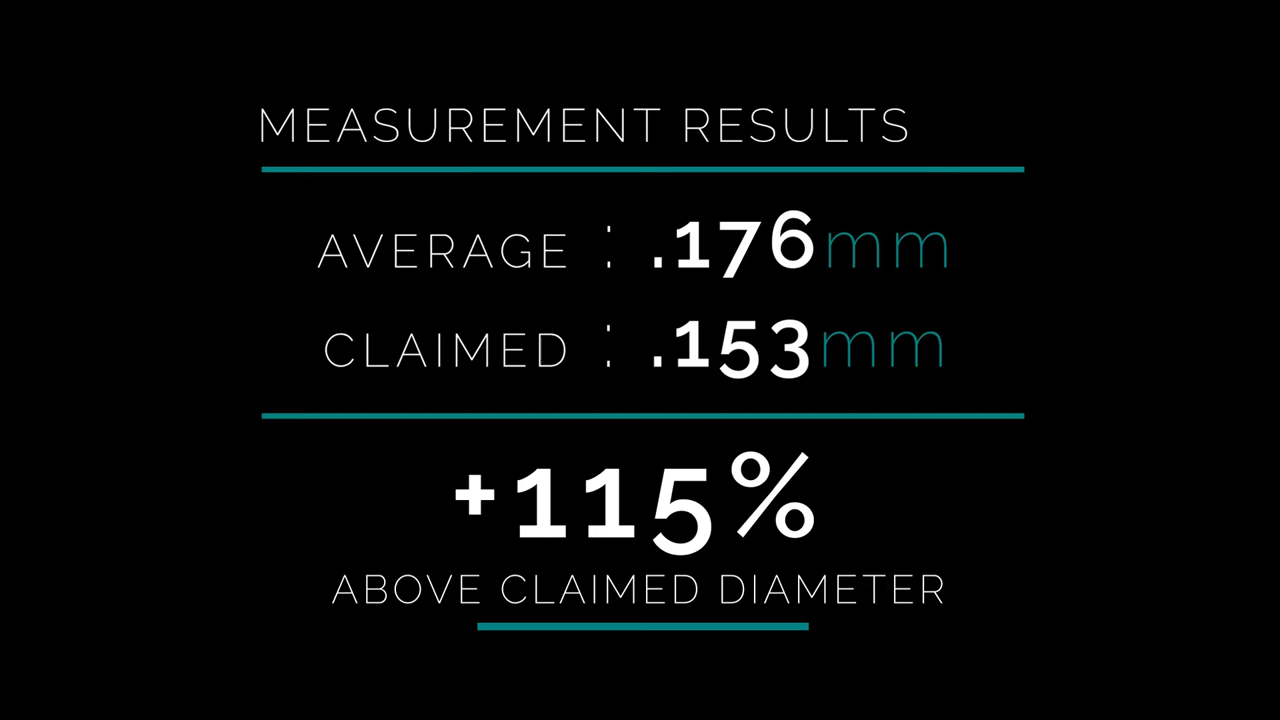 MEASUREMENT RESULTS
AVERAGE : .176mm
CLAIMED : .153mm
+115%
ABOVE CLAIMED DIAMETER